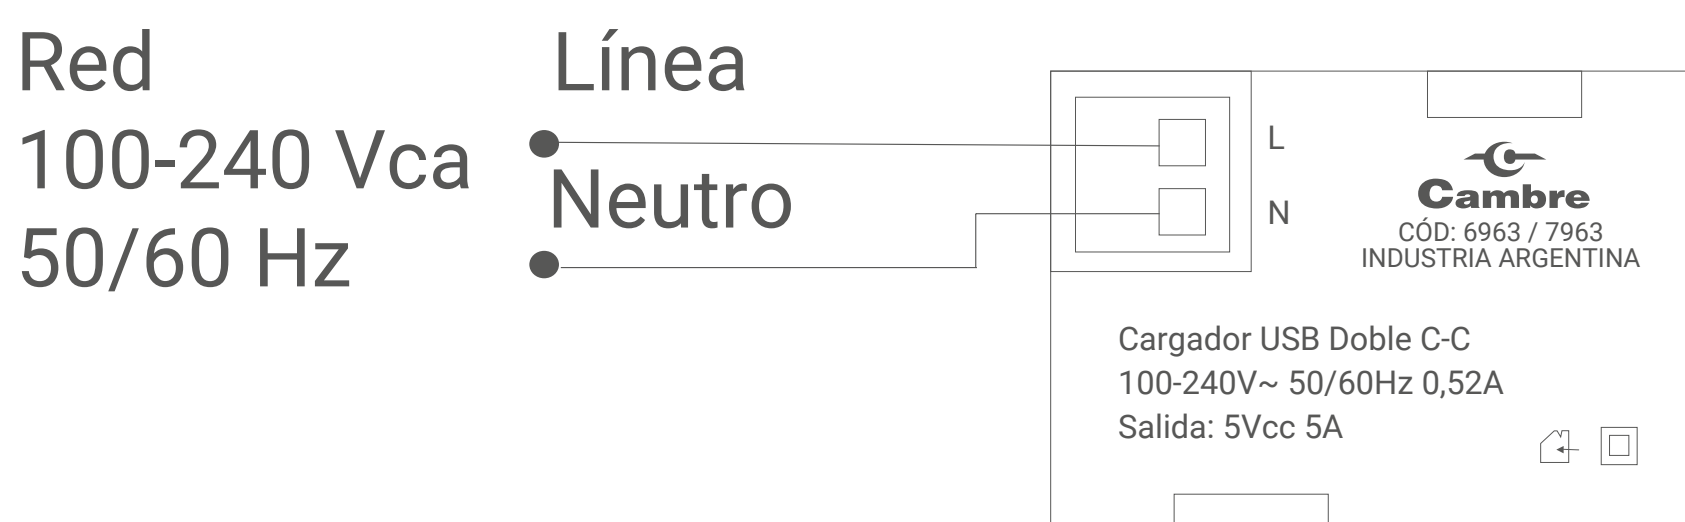 Red
100-240 Vca
50/60 Hz
Línea
Neutro
L
N
Cambre
CÓD: 6963 / 7963
INDUSTRIA ARGENTINA
Cargador USB Doble C-C
100-240V~ 50/60Hz 0,52A
Salida: 5Vcc 5A